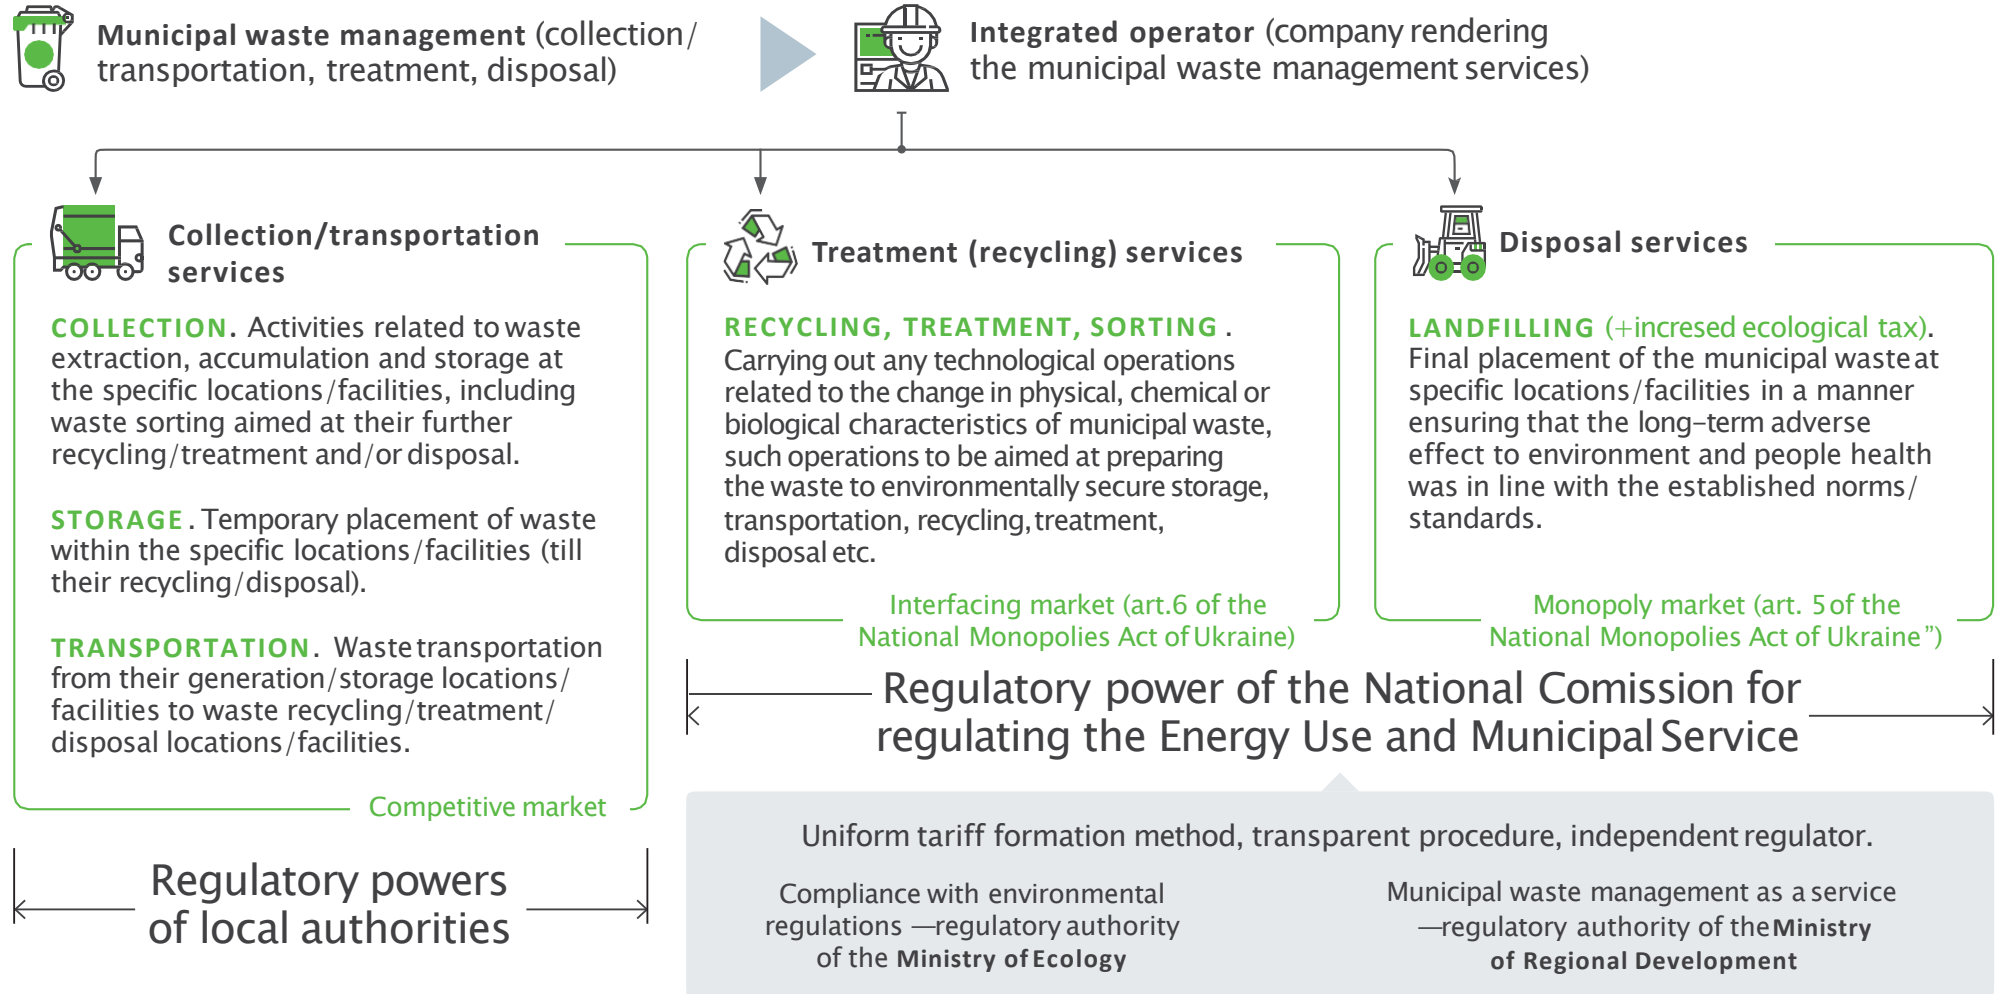 Municipal waste management (collection/
transportation, treatment, disposal)
Integrated operator (company rendering
the municipal waste management services)
Collection/transportation
services
COLLECTION. Activities related to waste
extraction, accumulation and storage at
the specific locations/facilities, including
waste sorting aimed at their further
recycling/treatment and/or disposal.
STORAGE. Temporary placement of waste
within the specific locations/facilities (till
their recycling/disposal).
TRANSPORTATION. Waste transportation
from their generation/storage locations/
facilities to waste recycling/treatment/
disposal locations/facilities.
Competitive market
Regulatory powers
of local authorities
Treatment (recycling) services
RECYCLING, TREATMENT, SORTING .
Carrying out any technological operations
related to the change in physical, chemical or
biological characteristics of municipal waste,
such operations to be aimed at preparing
the waste to environmentally secure storage,
transportation, recycling, treatment,
disposal etc.
Interfacing market (art.6 of the
National Monopolies Act of Ukraine)
Disposal services
LANDFILLING (+incresed ecological tax).
Final placement of the municipal waste at
specific locations/facilities in a manner
ensuring that the long-term adverse
effect to environment and people health
was in line with the established norms/
standards.
Monopoly market (art. 5 of the
National Monopolies Act of Ukraine”)
Regulatory power of the National Comission for
regulating the Energy Use and Municipal Service
Uniform tariff formation method, transparent procedure, independent regulator.
Compliance with environmental
regulations —regulatory authority
of the Ministry of Ecology
Municipal waste management as a service
—regulatory authority of the Ministry
of Regional Development